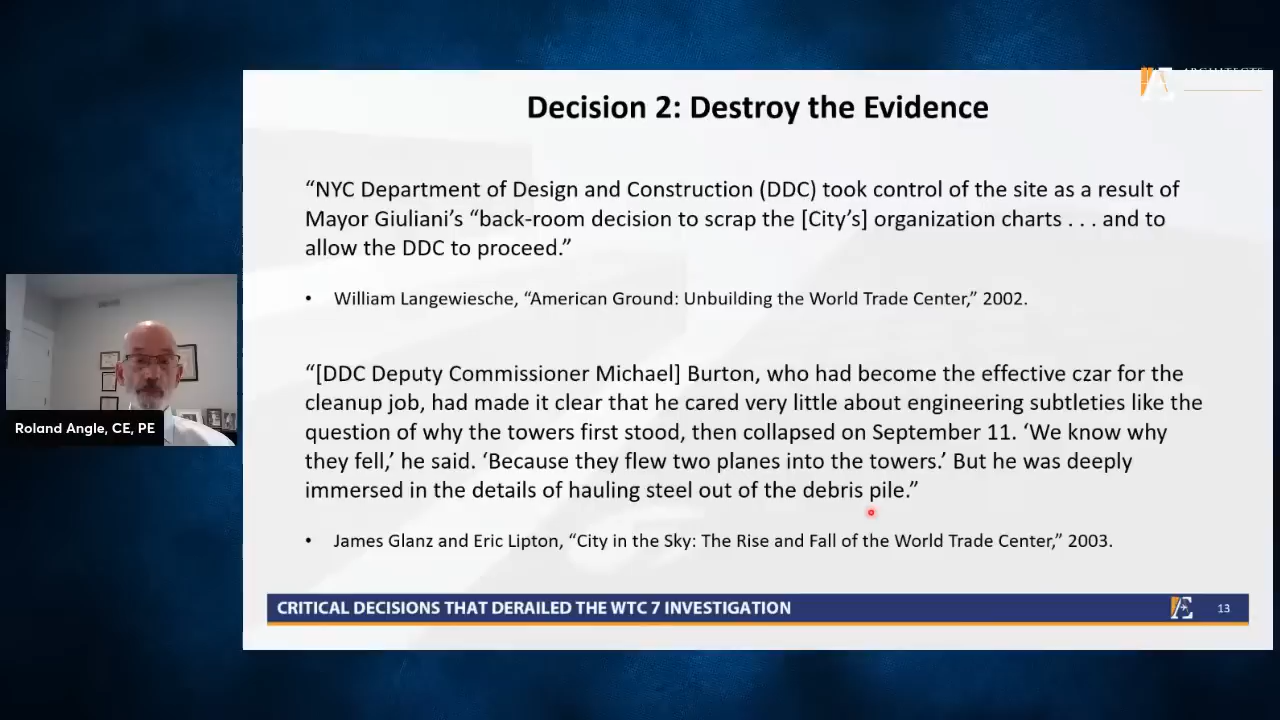 ARCHITECTS
Decision 2: Destroy the Evidence
“NYC Department of Design and Construction (DDC) took control of the site as a result of
Mayor Giuliani’s “back-room decision to scrap the [City’s] organization charts . . . and to
allow the DDC to proceed.”
• William Langewiesche, “American Ground: Unbuilding the World Trade Center,” 2002.
“[DDC Deputy Commissioner Michael] Burton, who had become the effective czar for the
cleanup job, had made it clear that he cared very little about engineering subtleties like the
question of why the towers first stood, then collapsed on September 11. ‘We know why
they fell,’ he said. ‘Because they flew two planes into the towers.’ But he was deeply
immersed in the details of hauling steel out of the debris pile.”
• James Glanz and Eric Lipton, “City in the Sky: The Rise and Fall of the World Trade Center,” 2003.
Roland Angle, CE, PE
CRITICAL DECISIONS THAT DERAILED THE WTC 7 INVESTIGATION
13